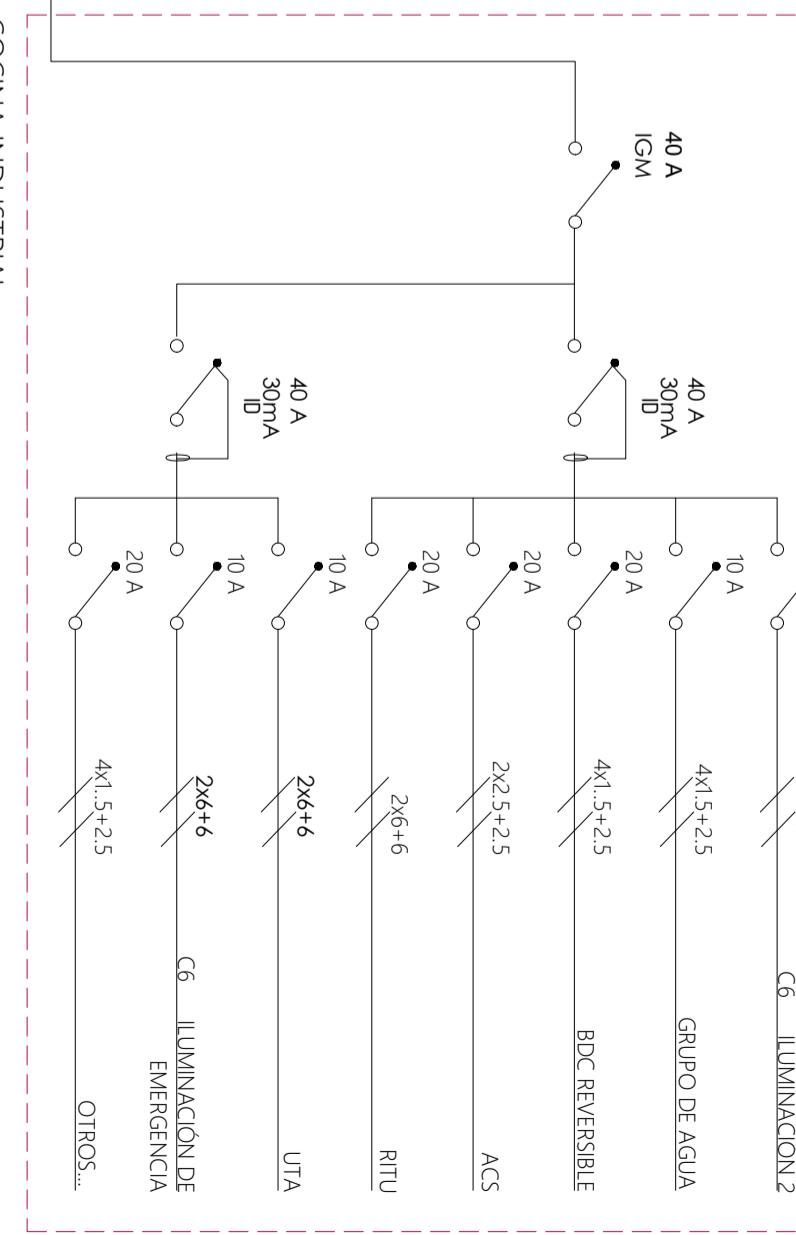 40 A
IGM
40 A
30mA
ID
40 A
30mA
ID
10 A
20 A
20 A
20 A
10 A
10 A
20 A
4x1.5+2.5
4x1.5+2.5
2x2.5+2.5
2x6+6
2x6+6
2x6+6
4x1..5+2.5
C6 ILUMINACION 2
GRUPO DE AGUA
BDC REVERSIBLE
ACS
RITU
UTA
C6 ILUMINACIÓN DE
EMERGENCIA
OTROS...
INDUSTRIAL